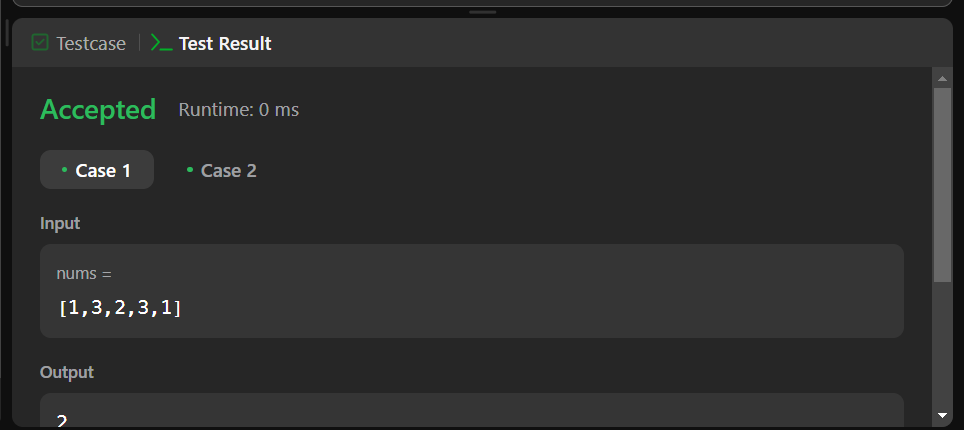 Testcase Test Result
Accepted Runtime: 0 ms
Case 1 Case 2
Input
nums =
[1,3,2,3,1]
Output
2